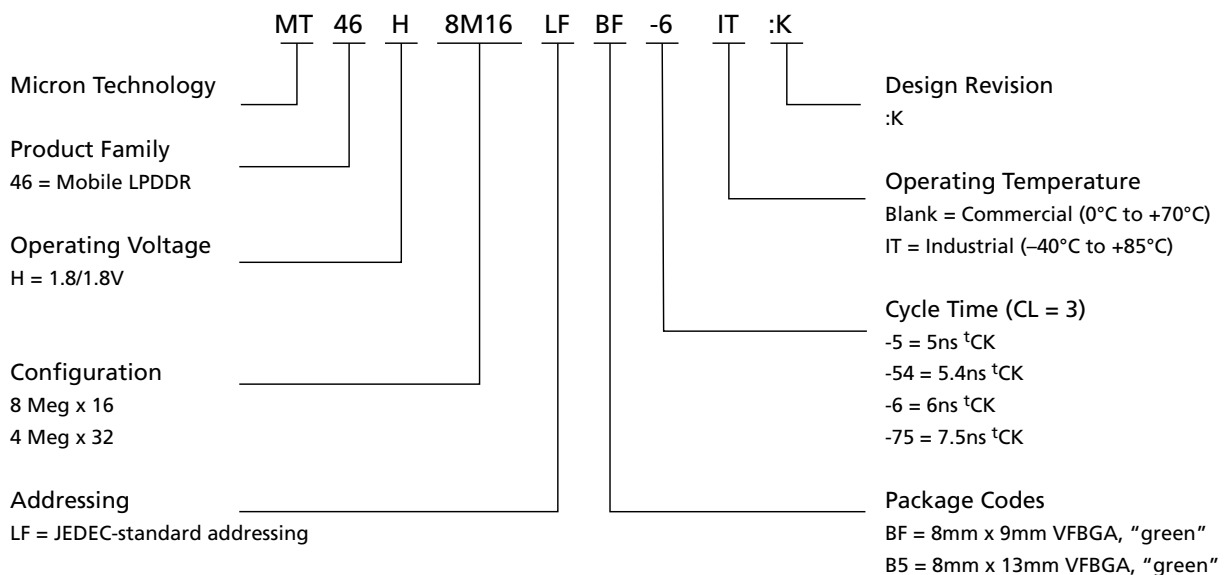 MT 46 H 8M16 LF BF -6 IT :K
Micron Technology
Product Family
46 = Mobile LPDDR
Operating Voltage
H = 1.8/1.8V
Configuration
8 Meg x 16
4 Meg x 32
Addressing
LF = JEDEC-standard addressing
Design Revision
:K
Operating Temperature
Blank = Commercial (0°C to +70°C)
IT = Industrial (–40°C to +85°C)
Cycle Time (CL = 3)
-5 = 5ns tCK
-54 = 5.4ns tCK
-6 = 6ns tCK
-75 = 7.5ns tCK
Package Codes
BF = 8mm x 9mm VFBGA, “green”
B5 = 8mm x 13mm VFBGA, “green”